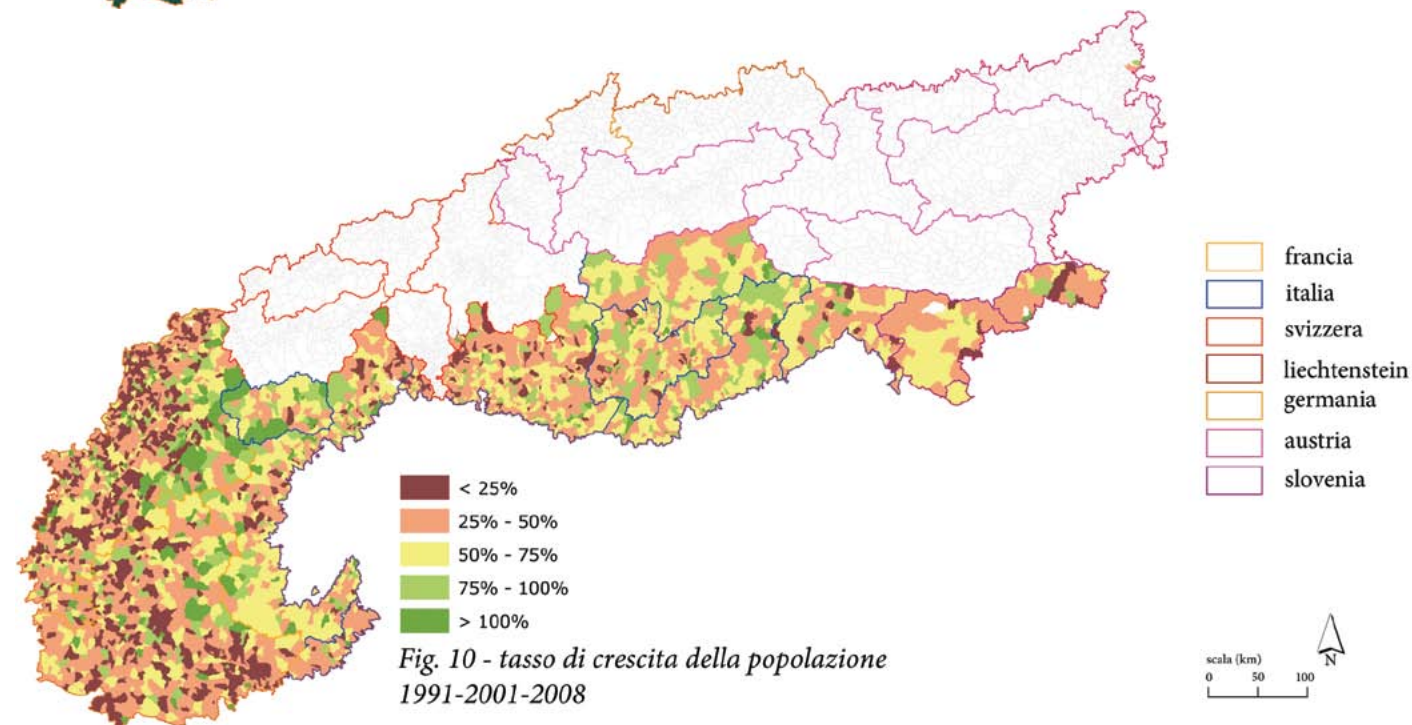 francia
italia
svizzera
liechtenstein
germania
austria
slovenia
< 25%
25% - 50%
50% - 75%
75% - 100%
> 100%
Fig. 10 - tasso di crescita della popolazione
1991-2001-2008
scala (km)
0 50 100
N